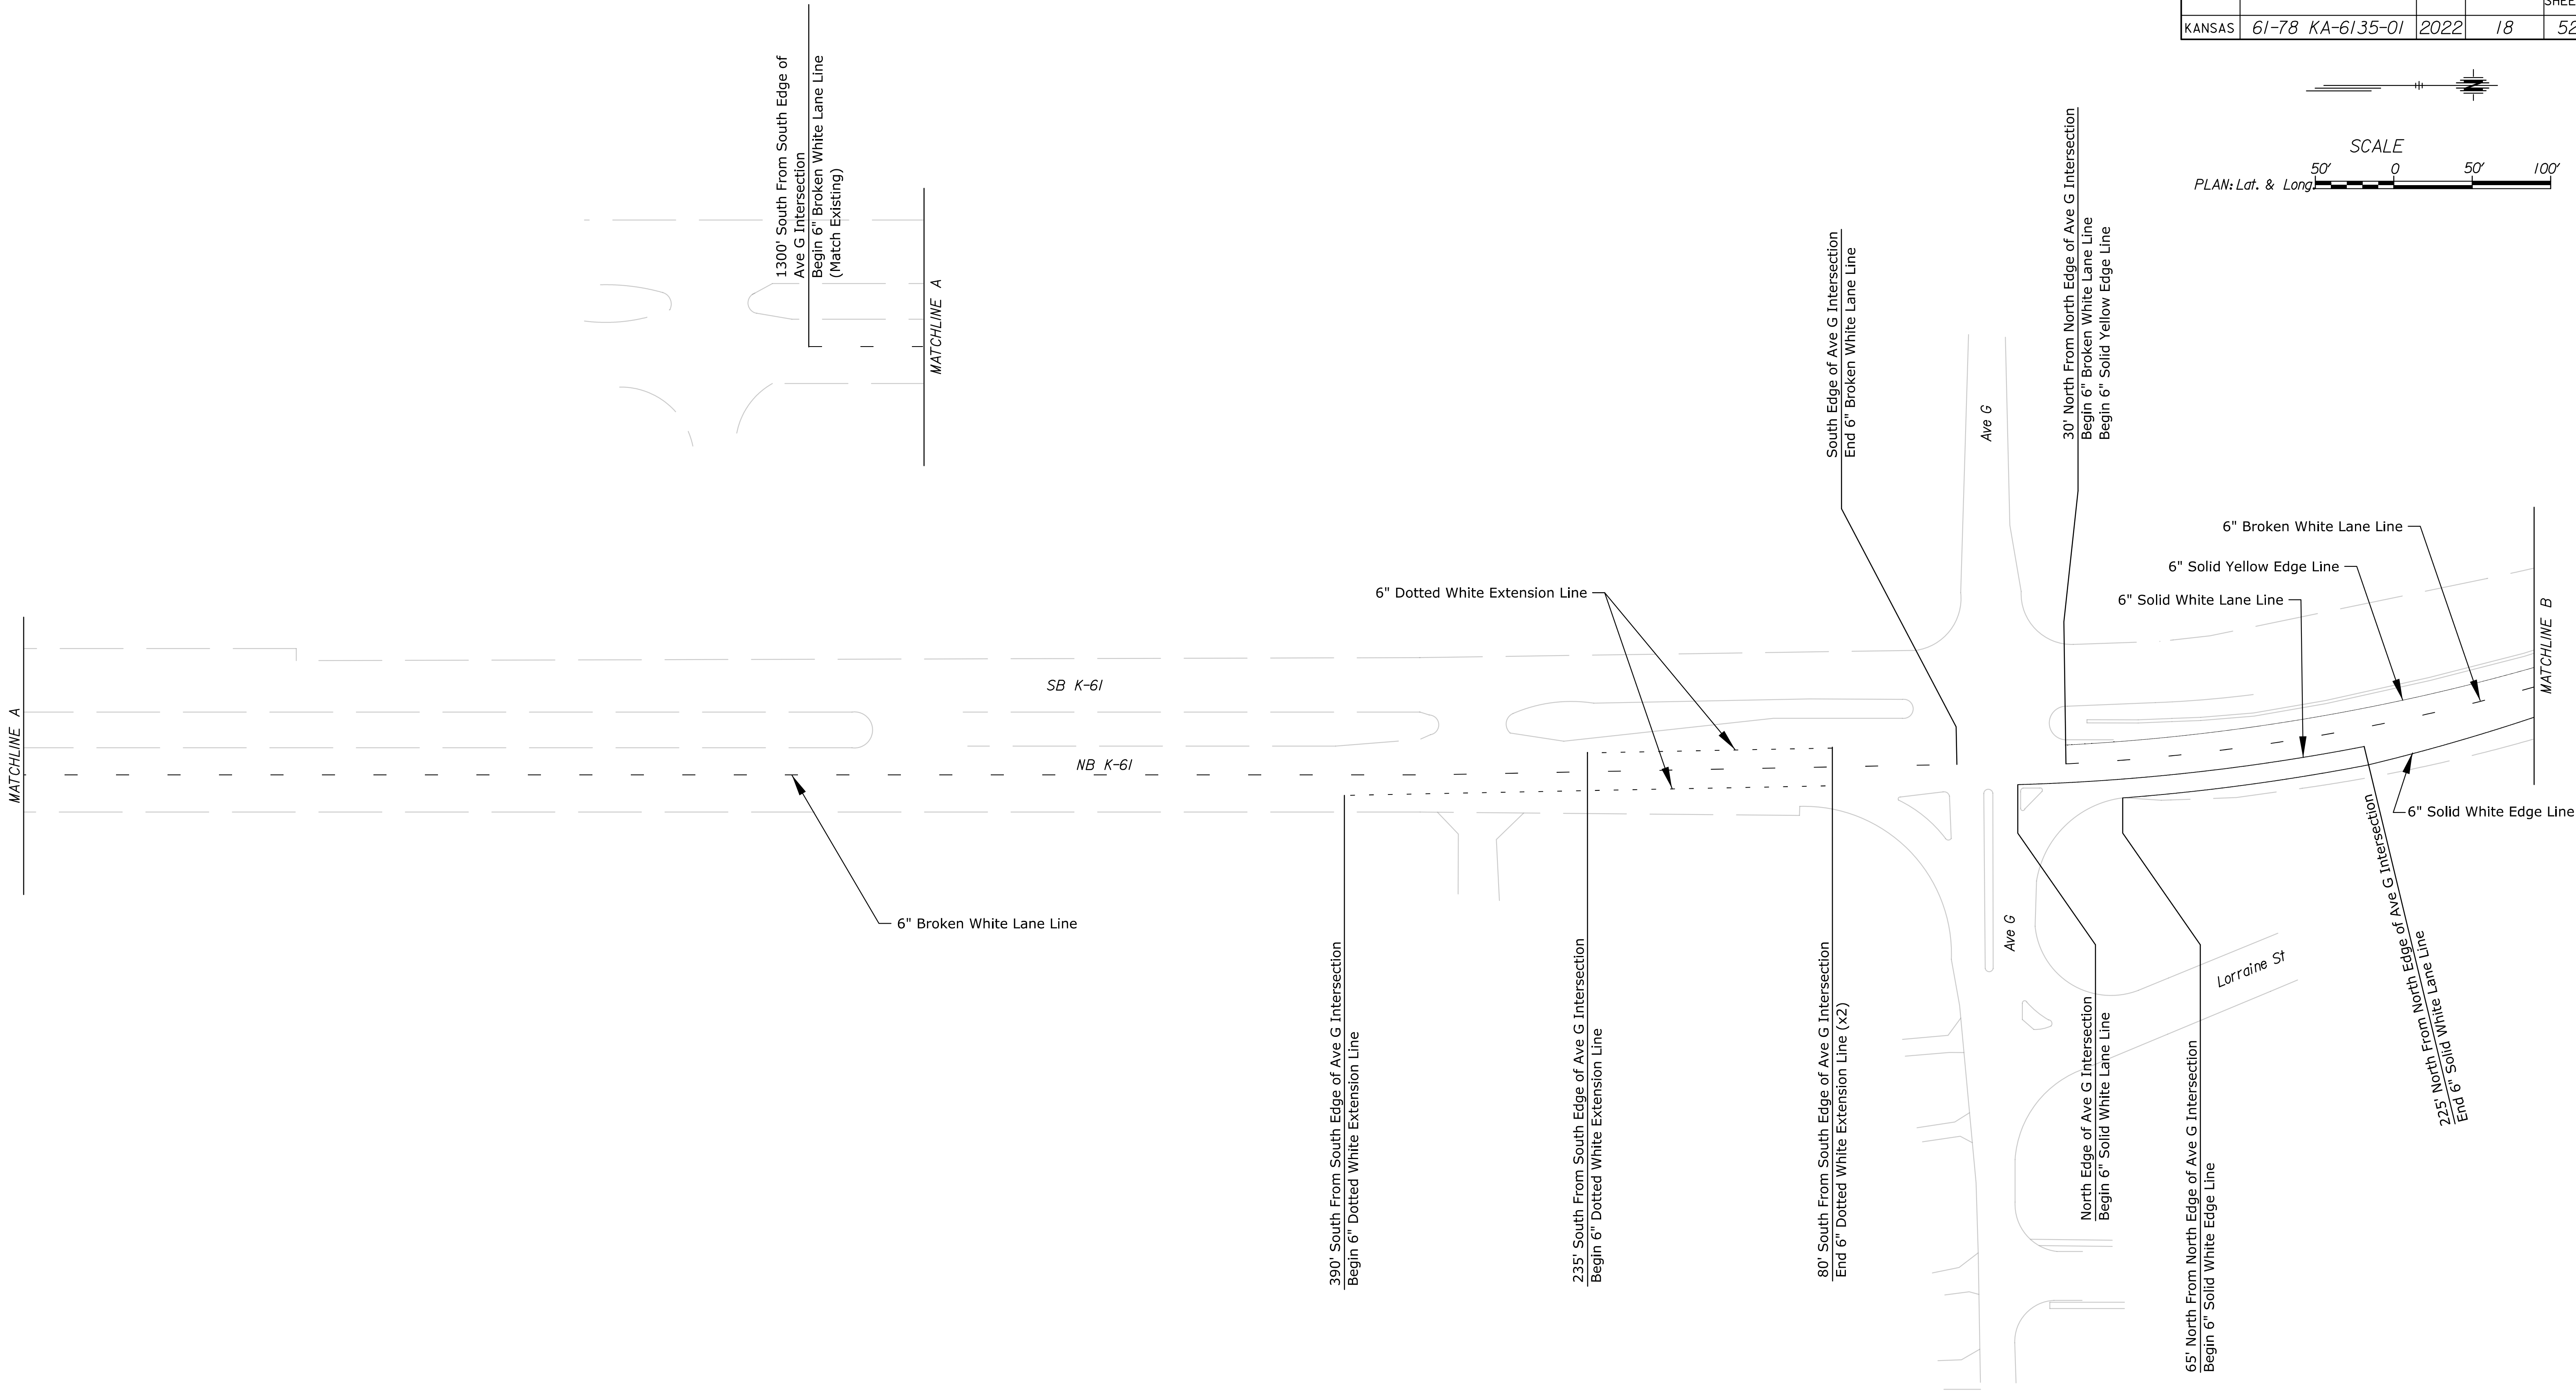 KANSAS 61-78 KA-6135-01 2022 18 52
N
SCALE
50' 0 50' 100'
PLAN: Lat. & Long.
1300' South From South Edge of
Ave G Intersection
Begin 6" Broken White Lane Line
(Match Existing)
MATCHLINE A
South Edge of Ave G Intersection
End 6" Broken White Lane Line
Ave G
30' North From North Edge of Ave G Intersection
Begin 6" Broken White Lane Line
Begin 6" Solid Yellow Edge Line
6" Broken White Lane Line
6" Solid Yellow Edge Line
6" Solid White Lane Line
6" Dotted White Extension Line
MATCHLINE B
MATCHLINE A
SB K-61
NB K-61
6" Solid White Edge Line
6" Broken White Lane Line
390' South From South Edge of Ave G Intersection
Begin 6" Dotted White Extension Line
235' South From South Edge of Ave G Intersection
Begin 6" Dotted White Extension Line
80' South From South Edge of Ave G Intersection
End 6" Dotted White Extension Line (x2)
Ave G
North Edge of Ave G Intersection
Begin 6" Solid White Lane Line
65' North From North Edge of Ave G Intersection
Begin 6" Solid White Edge Line
Lorraine St
225' North From North Edge of Ave G Intersection
End 6" Solid White Lane Line